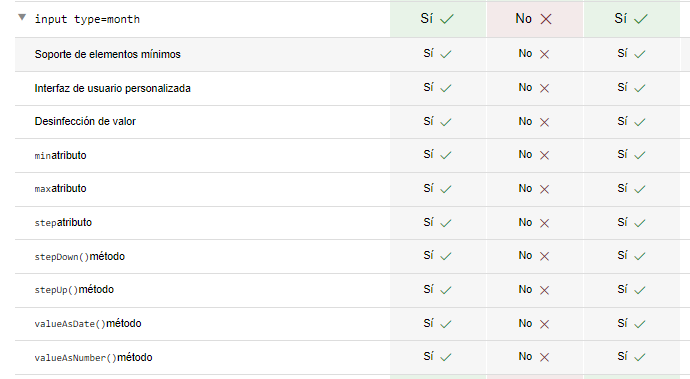 input type=month Sí No Sí
Soporte de elementos mínimos Sí No Sí
Interfaz de usuario personalizada Sí No Sí
Desinfección de valor Sí No Sí
minatributo Sí No Sí
maxatributo Sí No Sí
stepatributo Sí No Sí
stepDown()método Sí No Sí
stepUp()método Sí No Sí
valueAsDate()método Sí No Sí
valueAsNumber()método Sí No Sí